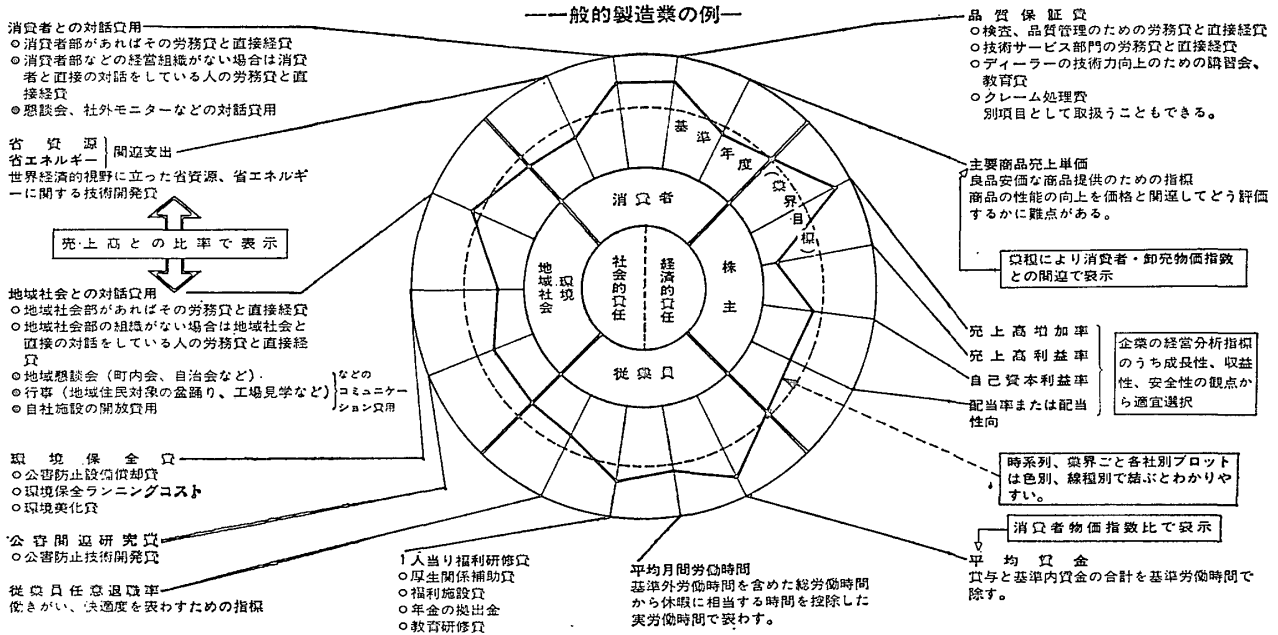 ―一般的製造業の例―
消費者との対話費用
○消費者部があればその労務費と直接経費
◎消費者部などの経営組織がない場合は消費
者と直接の対話をしている人の労務費と直
接経費
◎懇談会、社外モニターなどの対話費用
省資源
省エネルギー
関連支出
世界経済的視野に立った省資源、省エネルギ
ーに関する技術開発費
売上高との比率で表示
地域社会との対話費用
○地域社会部があればその労務費と直接経費
○地域社会部の組織がない場合は地域社会と
直接の対話をしている人の労務費と直接経
費
◎地域懇談会（町内会、自治会など）
◎行事（地域住民対象の盆踊り、工場見学など）
◎自社施設の開放費用
などの
コミュニケー
ション費用
環境保全費
○公害防止設備償却費
○環境保全ランニングコスト
○環境美化費
公害関連研究費
○公害防止技術開発費
従業員任意退職率
働きがい、快適度を表わすための指標
基準年度（業界目標）
消費者
株主
従業員
地域社会
環境
社会的責任
経済的責任
1人当り福利研修費
○厚生関係補助費
○福利施設費
○年金の拠出金
○教育研修費
平均月間労働時間
基準外労働時間を含めた総労働時間
から休暇に相当する時間を控除した
実労働時間で表わす。
品質保証費
○検査、品質管理のための労務費と直接経費
○技術サービス部門の労務費と直接経費
○ディーラーの技術力向上のための講習会、
教育費
○クレーム処理費
別項目として取扱うこともできる。
主要商品売上単価
良品安価な商品提供のための指標
商品の性能の向上を価格と関連してどう評価
するかに難点がある。
業種により消費者・卸売物価指数
との関連で表示
売上高増加率
売上高利益率
自己資本利益率
配当率または配当
性向
企業の経営分析指標
のうち成長性、収益
性、安全性の観点か
ら適宜選択
時系列、業界ごと各社別プロット
は色別、線種別で結ぶとわかりや
すい。
消費者物価指数比で表示
平均賃金
賞与と基準内賃金の合計を基準労働時間で
除す。